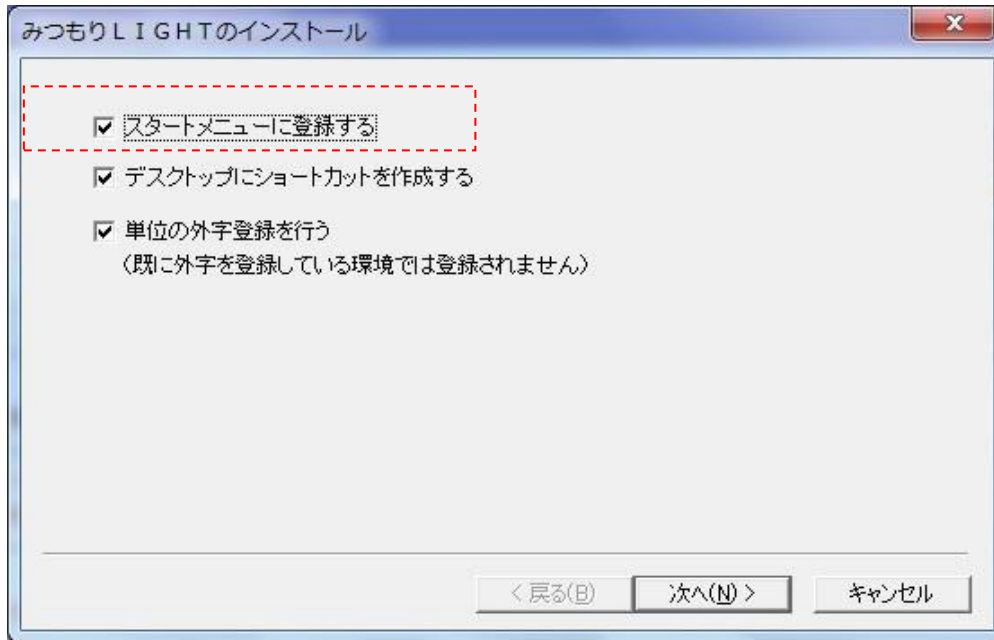 みつもりＬＩＧＨＴのインストール
スタートメニューに登録する
デスクトップにショートカットを作成する
単位の外字登録を行う
（既に外字を登録している環境では登録されません）
< 戻る(B)
次へ(N) >
キャンセル